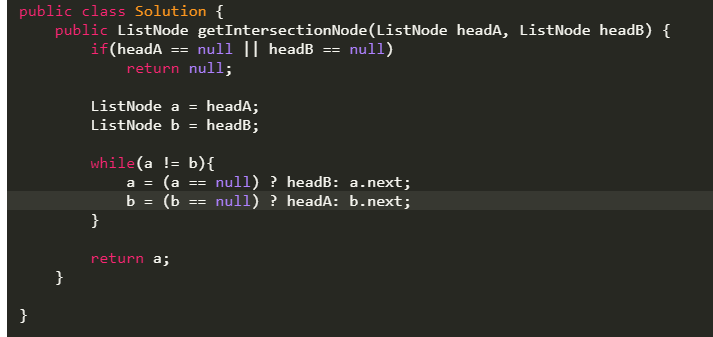 public class Solution {
    public ListNode getIntersectionNode(ListNode headA, ListNode headB) {
        if(headA == null || headB == null)
            return null;

        ListNode a = headA;
        ListNode b = headB;

        while(a != b){
            a = (a == null) ? headB: a.next;
            b = (b == null) ? headA: b.next;
        }

        return a;
    }

}